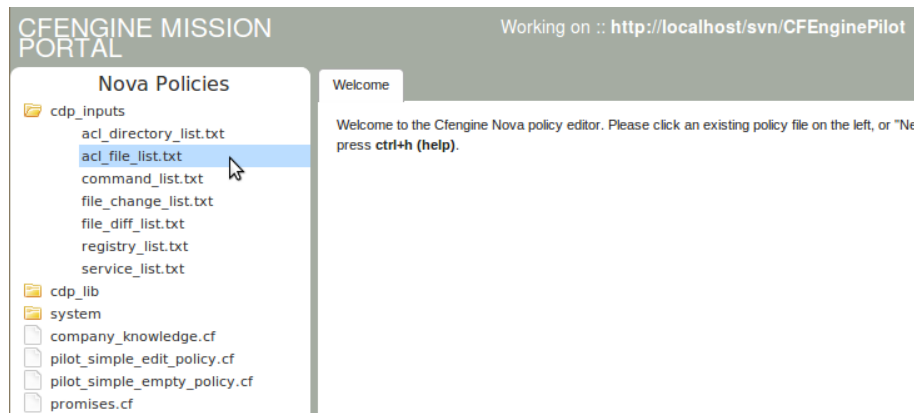 CFENGINE MISSION
PORTAL
Working on :: http://localhost/svn/CFEnginePilot
Nova Policies
cdp_inputs
acl_directory_list.txt
acl_file_list.txt
command_list.txt
file_change_list.txt
file_diff_list.txt
registry_list.txt
service_list.txt
cdp_lib
system
company_knowledge.cf
pilot_simple_edit_policy.cf
pilot_simple_empty_policy.cf
promises.cf
Welcome
Welcome to the Cfengine Nova policy editor. Please click an existing policy file on the left, or
press ctrl+h (help).